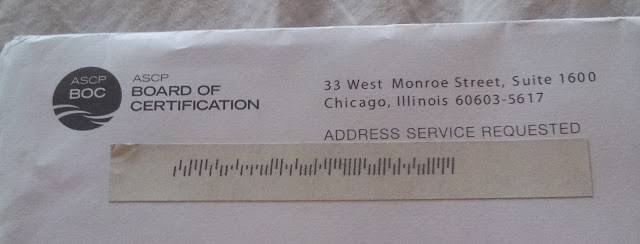 ASCP
BOC
ASCP
BOARD OF
CERTIFICATION
33 West Monroe Street, Suite 1600
Chicago, Illinois 60603-5617
ADDRESS SERVICE REQUESTED